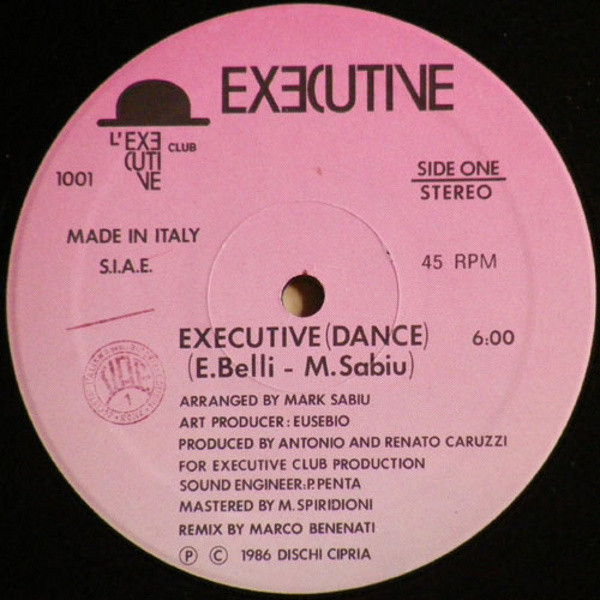 EXECUTIVE
L'EXE
CUTI
VE
CLUB
1001
SIDE ONE
STEREO
MADE IN ITALY
S.I.A.E.
45 RPM
EXECUTIVE (DANCE) 6:00
(E.Belli - M.Sabiu)
ARRANGED BY MARK SABIU
ART PRODUCER: EUSEBIO
PRODUCED BY ANTONIO AND RENATO CARUZZI
FOR EXECUTIVE CLUB PRODUCTION
SOUND ENGINEER: P.PENTA
MASTERED BY M. SPIRIDIONI
REMIX BY MARCO BENENATI
Ⓟ © 1986 DISCHI CIPRIA